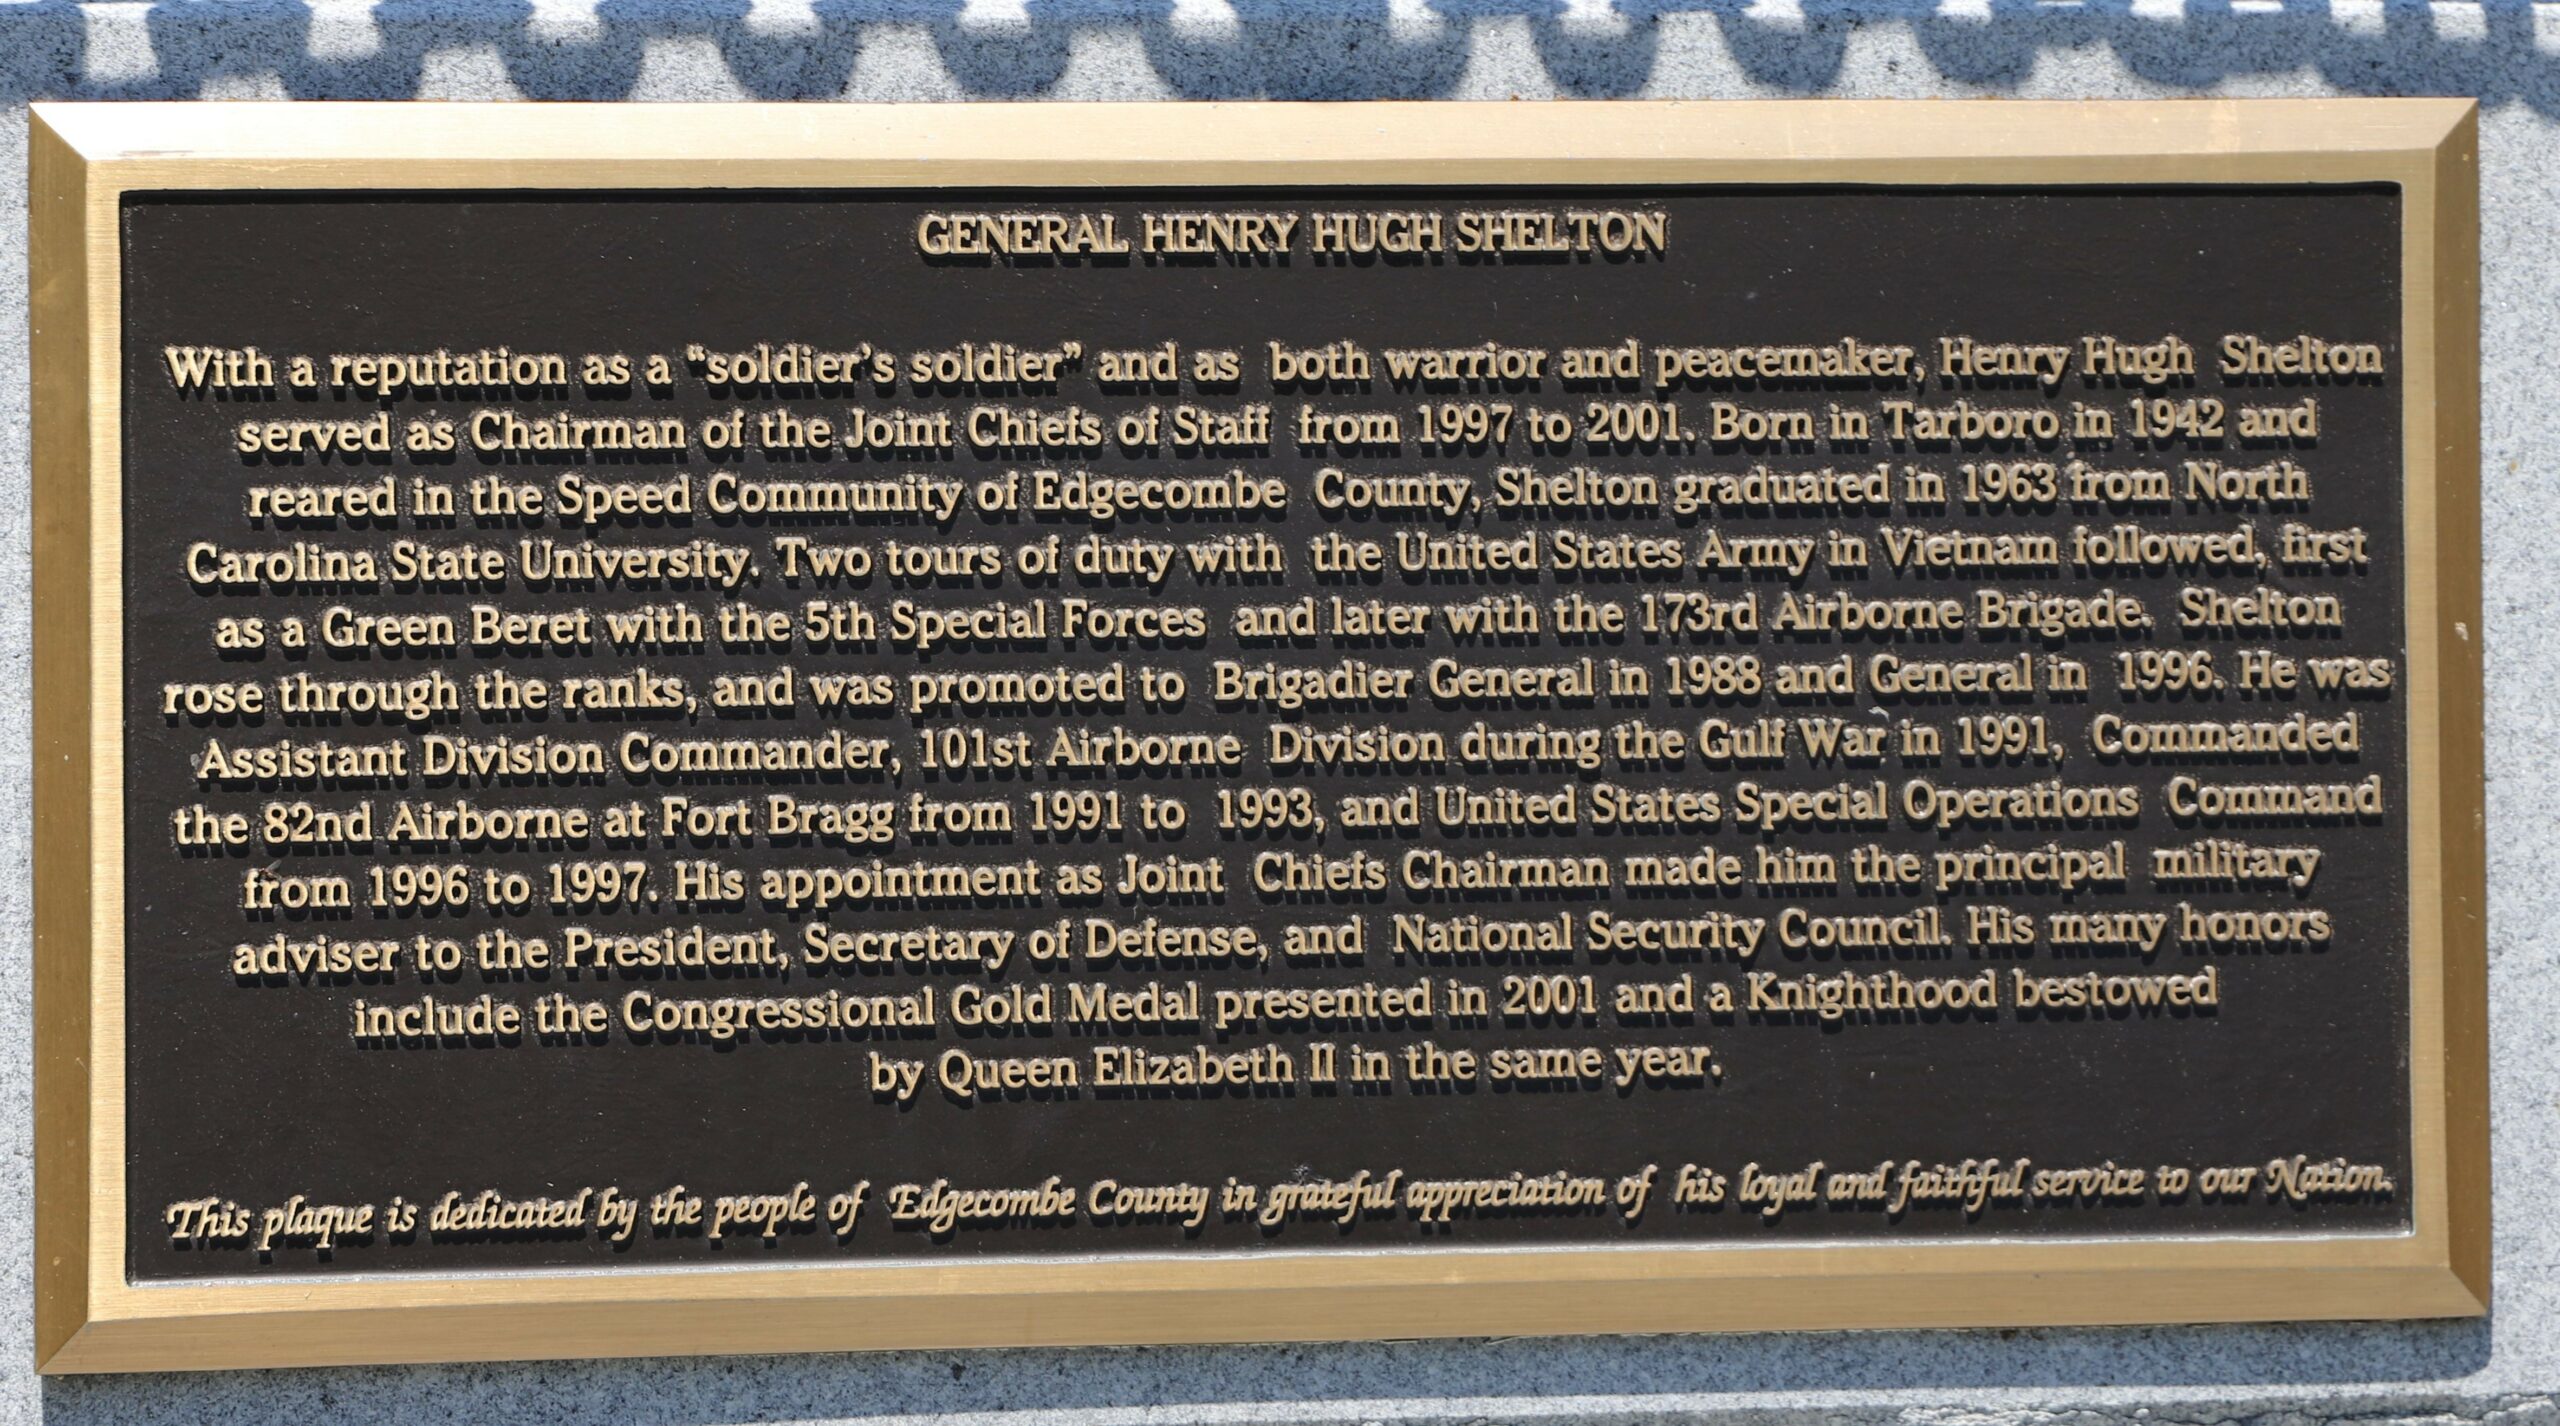 GENERAL HENRY HUGH SHELTON
With a reputation as a “soldier’s soldier” and as both warrior and peacemaker, Henry Hugh Shelton
served as Chairman of the Joint Chiefs of Staff from 1997 to 2001. Born in Tarboro in 1942 and
reared in the Speed Community of Edgecombe County, Shelton graduated in 1963 from North
Carolina State University. Two tours of duty with the United States Army in Vietnam followed, first
as a Green Beret with the 5th Special Forces and later with the 173rd Airborne Brigade. Shelton
rose through the ranks, and was promoted to Brigadier General in 1988 and General in 1996. He was
Assistant Division Commander, 101st Airborne Division during the Gulf War in 1991, Commanded
the 82nd Airborne at Fort Bragg from 1991 to 1993, and United States Special Operations Command
from 1996 to 1997. His appointment as Joint Chiefs Chairman made him the principal military
adviser to the President, Secretary of Defense, and National Security Council. His many honors
include the Congressional Gold Medal presented in 2001 and a Knighthood bestowed
by Queen Elizabeth II in the same year.
This plaque is dedicated by the people of Edgecombe County in grateful appreciation of his loyal and faithful service to our Nation.